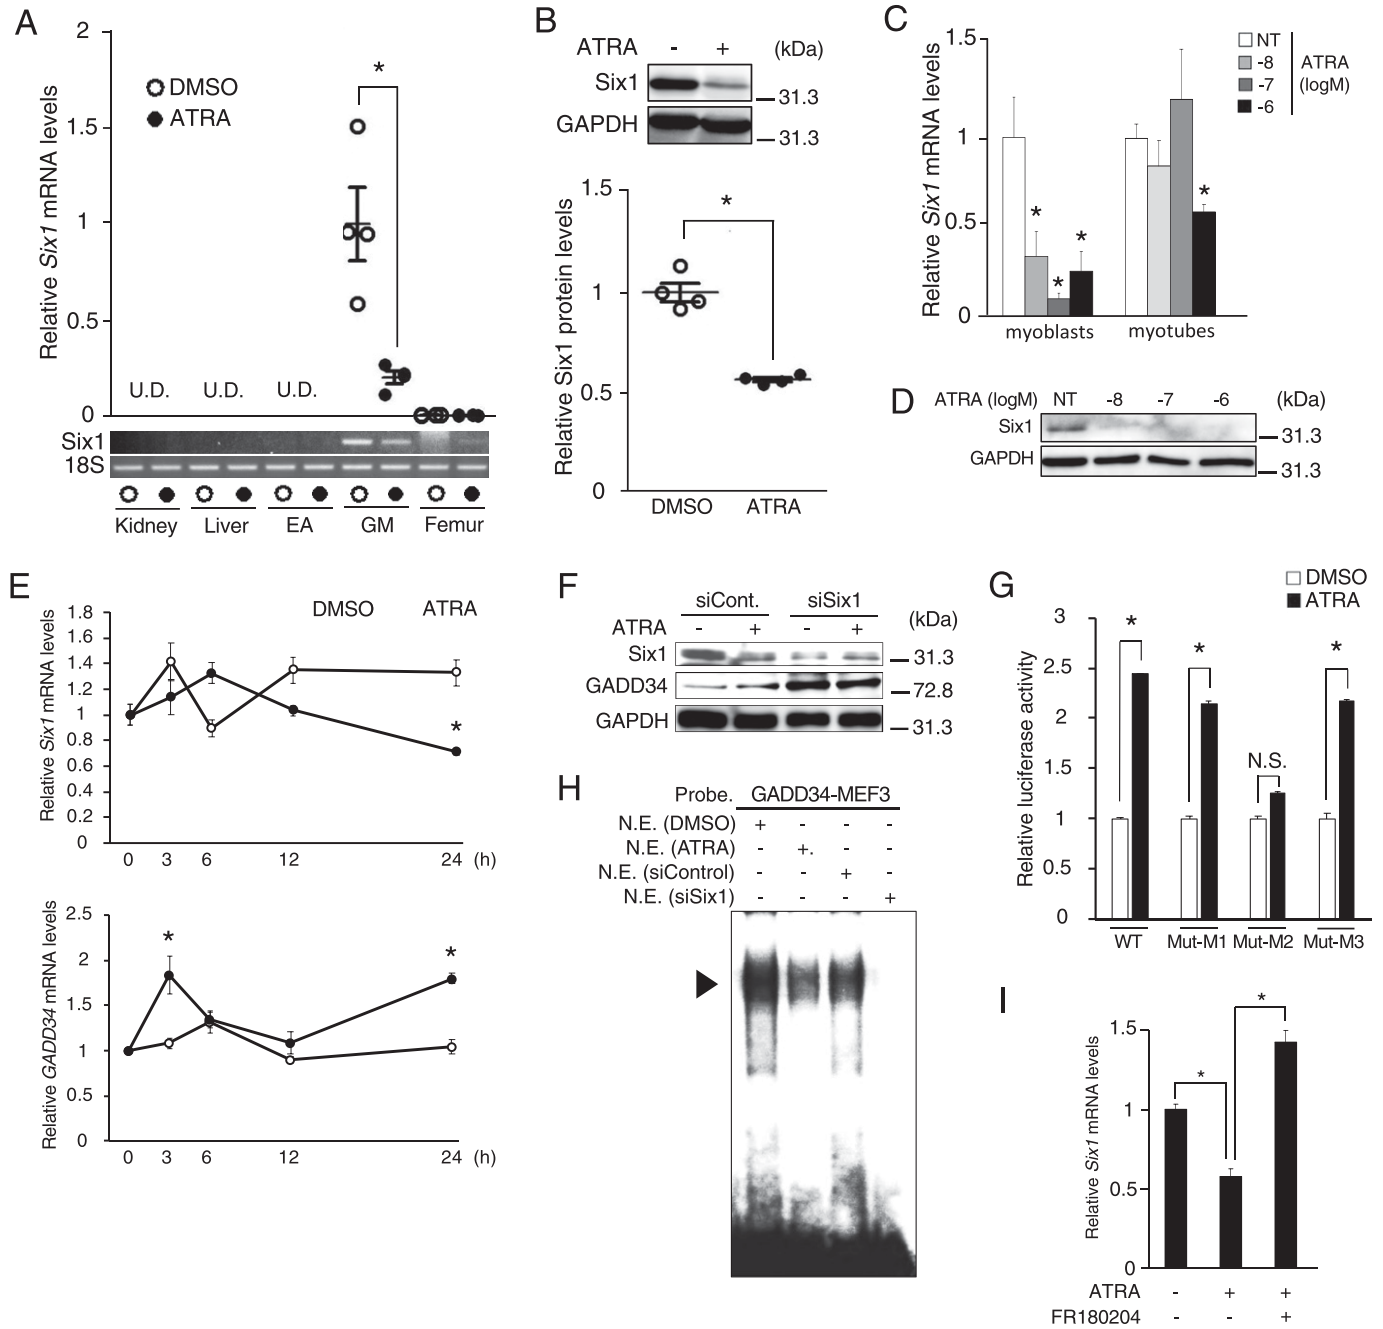 A
Relative Six1 mRNA levels
2
1.5
1
0.5
0
DMSO
ATRA
*
U.D. U.D. U.D.
Six1
18S
Kidney Liver EA GM Femur
B
ATRA - + (kDa)
Six1
31.3
GAPDH
31.3
Relative Six1 protein levels
1.5
1
0.5
0
*
DMSO ATRA
C
Relative Six1 mRNA levels
1.5
1
0.5
0
NT
-8
-7
-6
ATRA
(logM)
* * * *
myoblasts myotubes
D
ATRA (logM) NT -8 -7 -6 (kDa)
Six1
31.3
GAPDH
31.3
E
Relative Six1 mRNA levels
DMSO ATRA
1.8
1.6
1.4
1.2
1
0.8
0.6
0.4
0.2
0
*
0 3 6 12 24 (h)
Relative GADD34 mRNA levels
2.5
2
1.5
1
0.5
0
* *
0 3 6 12 24 (h)
F
siCont. siSix1
(kDa)
ATRA - + - +
Six1 31.3
GADD34 72.8
GAPDH 31.3
G
DMSO
ATRA
Relative luciferase activity
3
2.5
2
1.5
1
0.5
0
* * N.S. *
WT Mut-M1 Mut-M2 Mut-M3
H
Probe. GADD34-MEF3
N.E. (DMSO) + - - -
N.E. (ATRA) - +. - -
N.E. (siControl) - - + -
N.E. (siSix1) - - - +
I
Relative Six1 mRNA levels
1.5
1
0.5
0
* *
ATRA - + +
FR180204 - - +